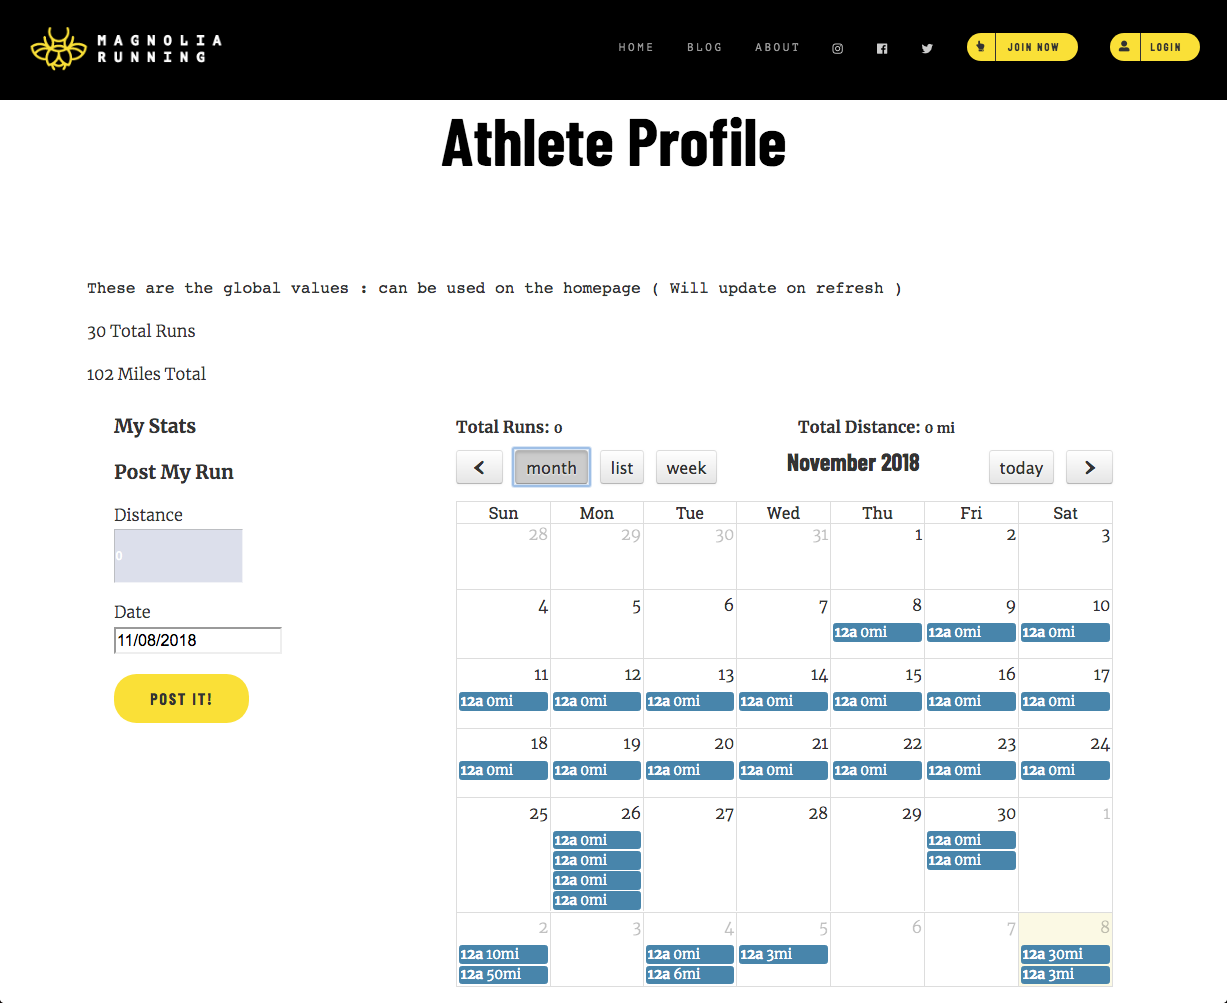 MAGNOLIA
RUNNING
HOME BLOG ABOUT JOIN NOW LOGIN
Athlete Profile
These are the global values : can be used on the homepage ( Will update on refresh )
30 Total Runs
102 Miles Total
My Stats
Post My Run
Distance
0
Date
11/08/2018
POST IT!
Total Runs: 0 Total Distance: 0 mi
month list week November 2018 today
Sun Mon Tue Wed Thu Fri Sat
28 29 30 31 1 2 3
4 5 6 7 8 9 10
12a 0mi 12a 0mi 12a 0mi
11 12 13 14 15 16 17
12a 0mi 12a 0mi 12a 0mi 12a 0mi 12a 0mi 12a 0mi 12a 0mi
18 19 20 21 22 23 24
12a 0mi 12a 0mi 12a 0mi 12a 0mi 12a 0mi 12a 0mi 12a 0mi
25 26 27 28 29 30 1
12a 0mi 12a 0mi
12a 0mi 12a 0mi
12a 0mi
12a 0mi
2 3 4 5 6 7 8
12a 10mi 12a 0mi 12a 3mi 12a 30mi
12a 50mi 12a 6mi 12a 3mi